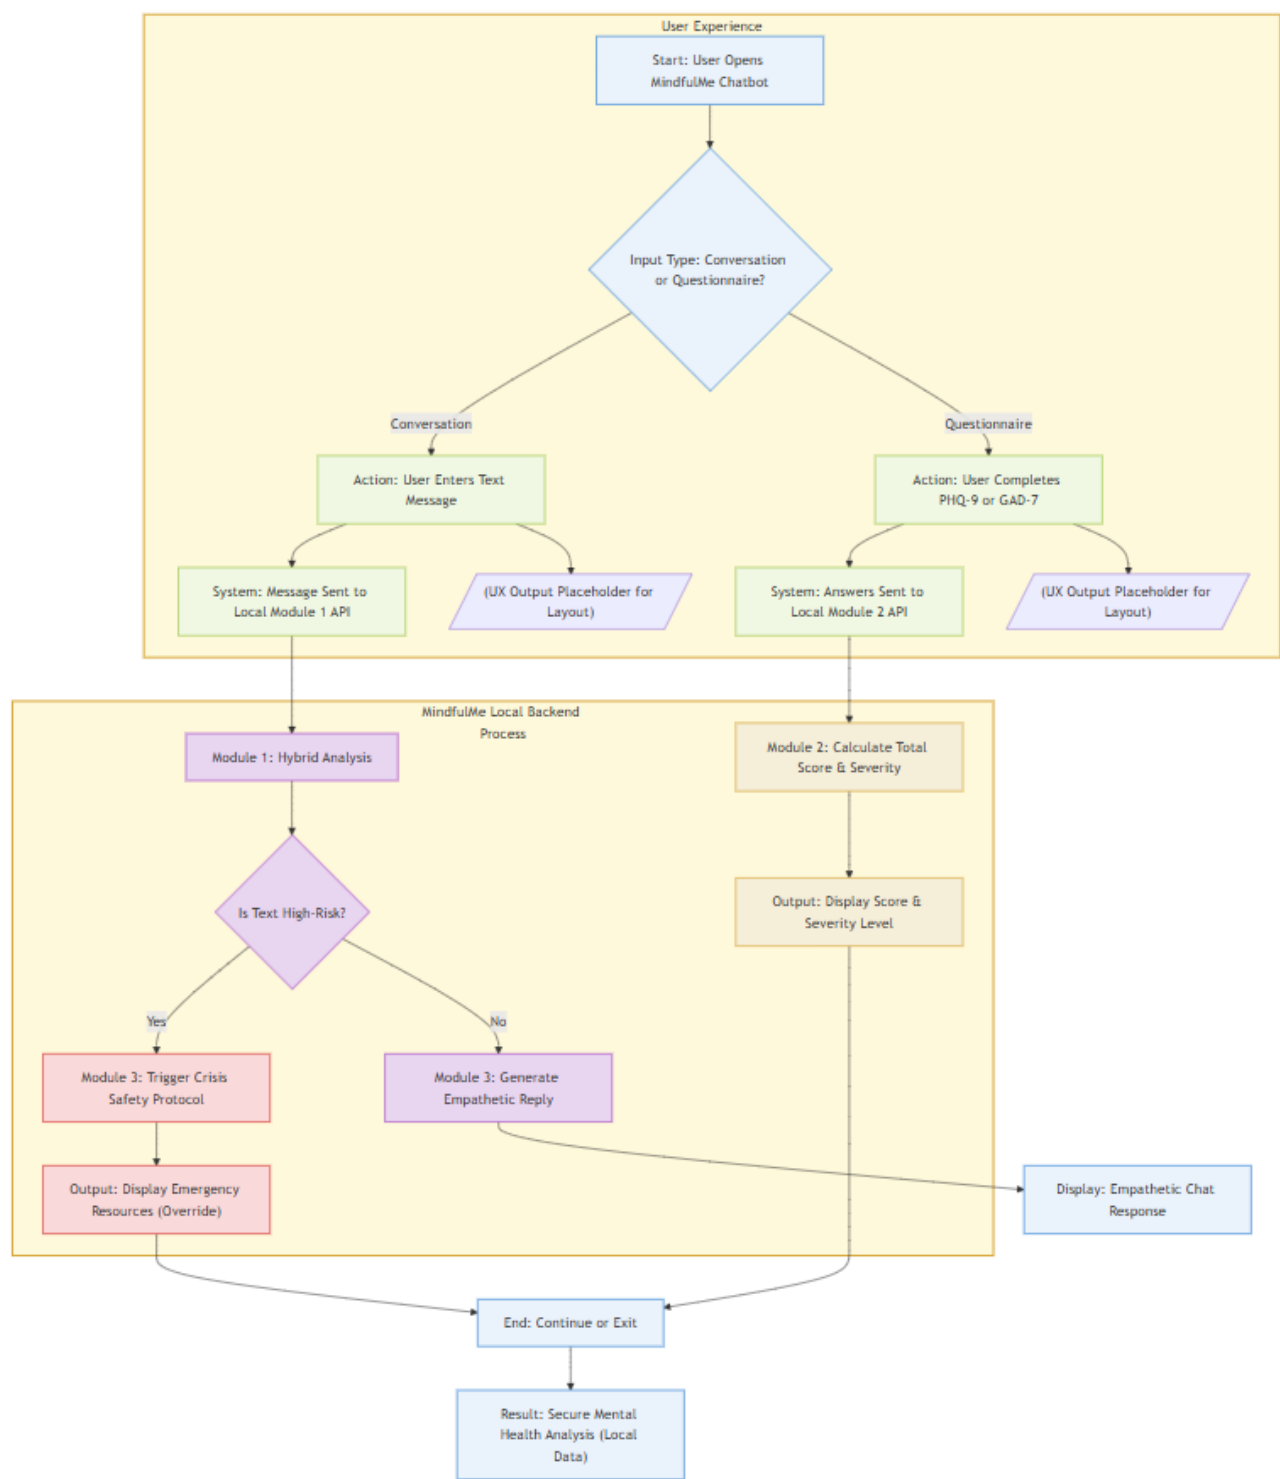 User Experience
Start: User Opens
MindfulMe Chatbot
Input Type: Conversation
or Questionnaire?
Conversation
Questionnaire
Action: User Enters Text
Message
Action: User Completes
PHQ-9 or GAD-7
System: Message Sent to
Local Module 1 API
(UX Output Placeholder for
Layout)
System: Answers Sent to
Local Module 2 API
(UX Output Placeholder for
Layout)
MindfulMe Local Backend
Process
Module 1: Hybrid Analysis
Module 2: Calculate Total
Score & Severity
Is Text High-Risk?
Output: Display Score &
Severity Level
Yes
No
Module 3: Trigger Crisis
Safety Protocol
Module 3: Generate
Empathetic Reply
Output: Display Emergency
Resources (Override)
Display: Empathetic Chat
Response
End: Continue or Exit
Result: Secure Mental
Health Analysis (Local
Data)